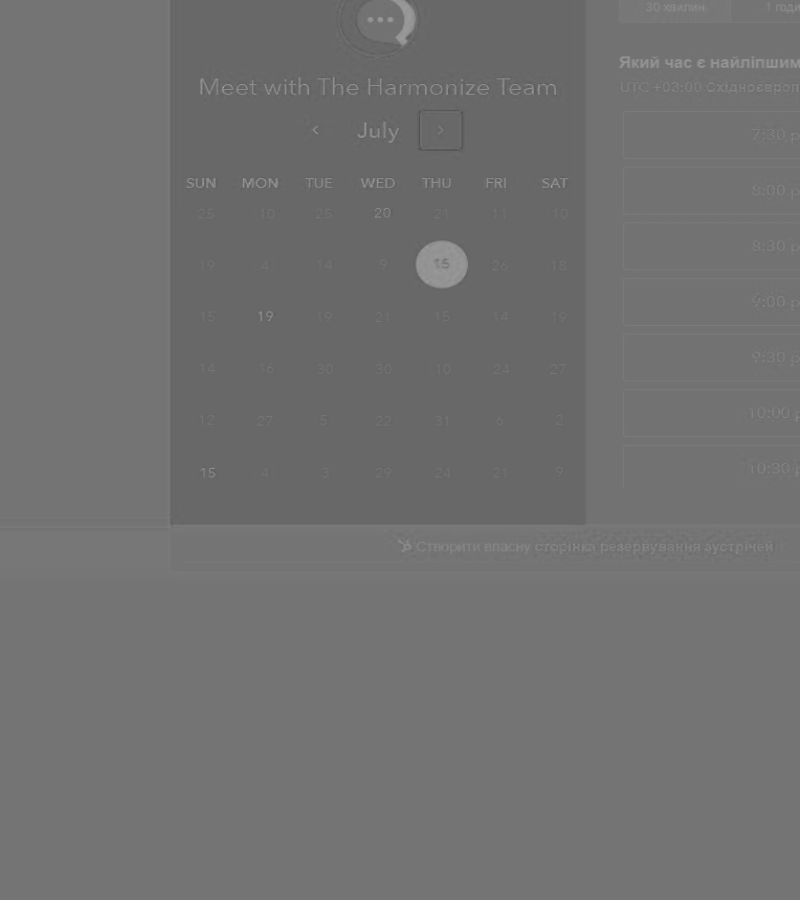 30 хвилин 1 годи
Який час є найліпшим
Meet with The Harmonize Team
UTC +03:00 Східноєвроп
July
7:30 p
SUN MON TUE WED THU FRI SAT
8:00 p
25 10 25 20 21 11 10
8:30 p
19 4 14 9 15 26 18
9:00 p
15 19 19 21 15 14 19
9:30 p
14 16 30 30 10 24 27
10:00 p
12 27 5 22 31 6 2
10:30 p
15 4 3 29 24 21 9
Створити власну сторінка резервування зустрічей